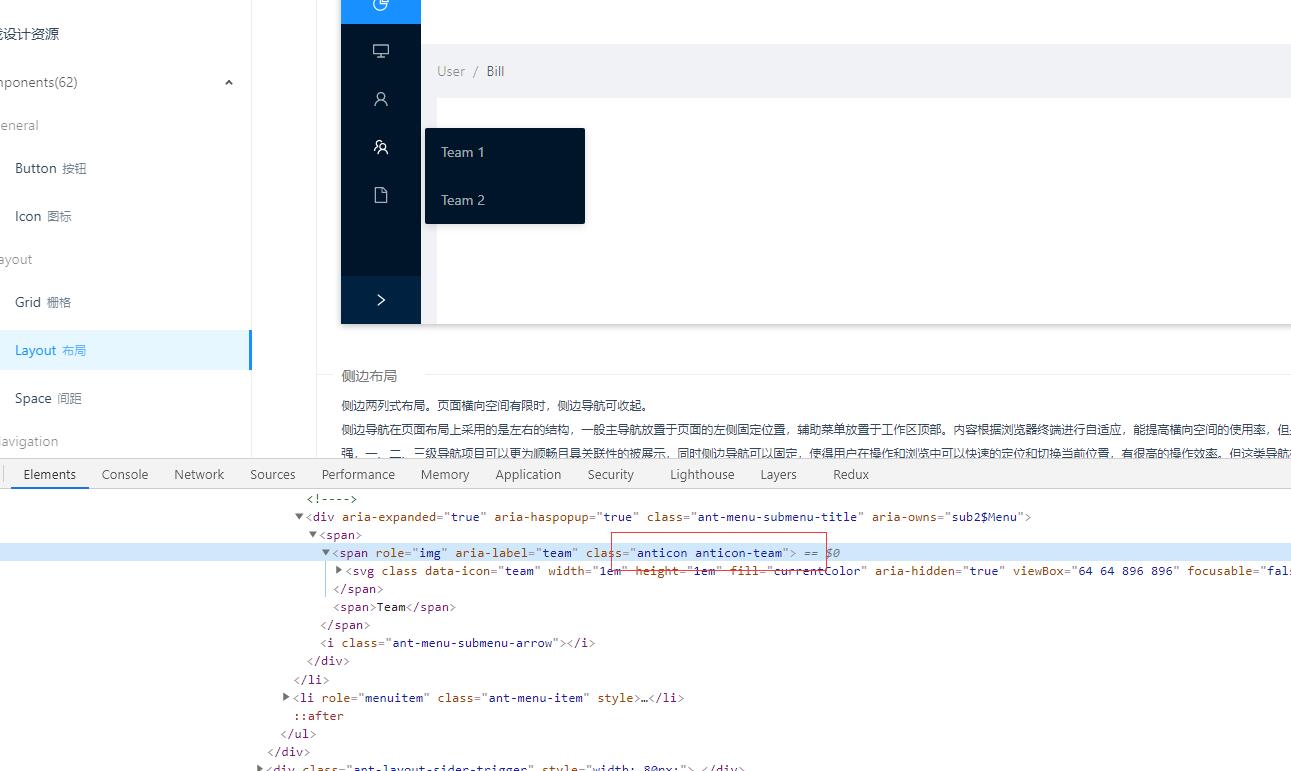 设计资源
ponents(62)
eneral
Button 按钮
Icon 图标
ayout
Grid 栅格
Layout 布局
Space 间距
avigation
User / Bill
Team 1
Team 2
侧边布局
侧边两列式布局。页面横向空间有限时，侧边导航可收起。
侧边导航在页面布局上采用的是左右的结构，一般主导航放置于页面的左侧固定位置，辅助菜单放置于工作区顶部。内容根据浏览器终端进行自适应，能提高横向空间的使用率，但是
强，一、二、三级导航项目可以更为顺畅且具关联性的被展示，同时侧边导航可以固定，使得用户在操作和浏览中可以快速的定位和切换当前位置，有很高的操作效率。但这类导航横
Elements Console Network Sources Performance Memory Application Security Lighthouse Layers Redux
<!---->
<div aria-expanded="true" aria-haspopup="true" class="ant-menu-submenu-title" aria-owns="sub2$Menu">
<span>
<span role="img" aria-label="team" class="anticon anticon-team"> == $0
<svg class data-icon="team" width="1em" height="1em" fill="currentColor" aria-hidden="true" viewBox="64 64 896 896" focusable="fals
</span>
<span>Team</span>
</span>
<i class="ant-menu-submenu-arrow"></i>
</div>
</li>
<li role="menuitem" class="ant-menu-item" style>…</li>
::after
</ul>
</div>
<div class="ant-layout-sider-trigger" style="width: 80px;">…</div>